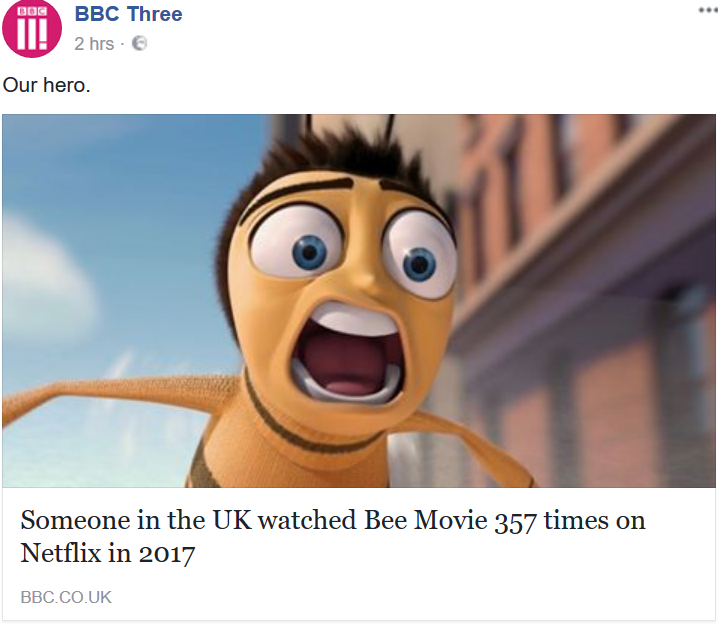 BBC
BBC Three
2 hrs ·
Our hero.
Someone in the UK watched Bee Movie 357 times on
Netflix in 2017
BBC.CO.UK